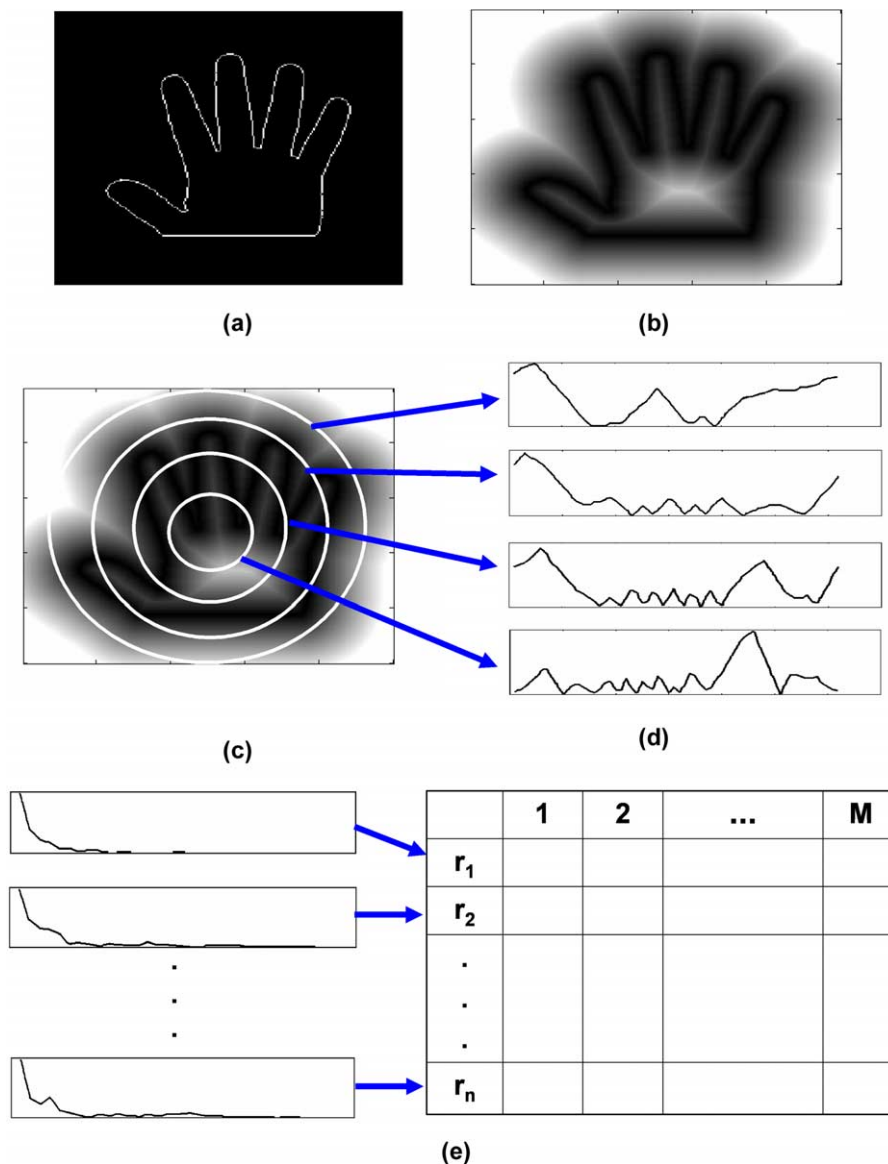 (a)
(b)
(c)
(d)
1 2 ... M
r1
r2
.
.
.
.
.
.
rn
(e)